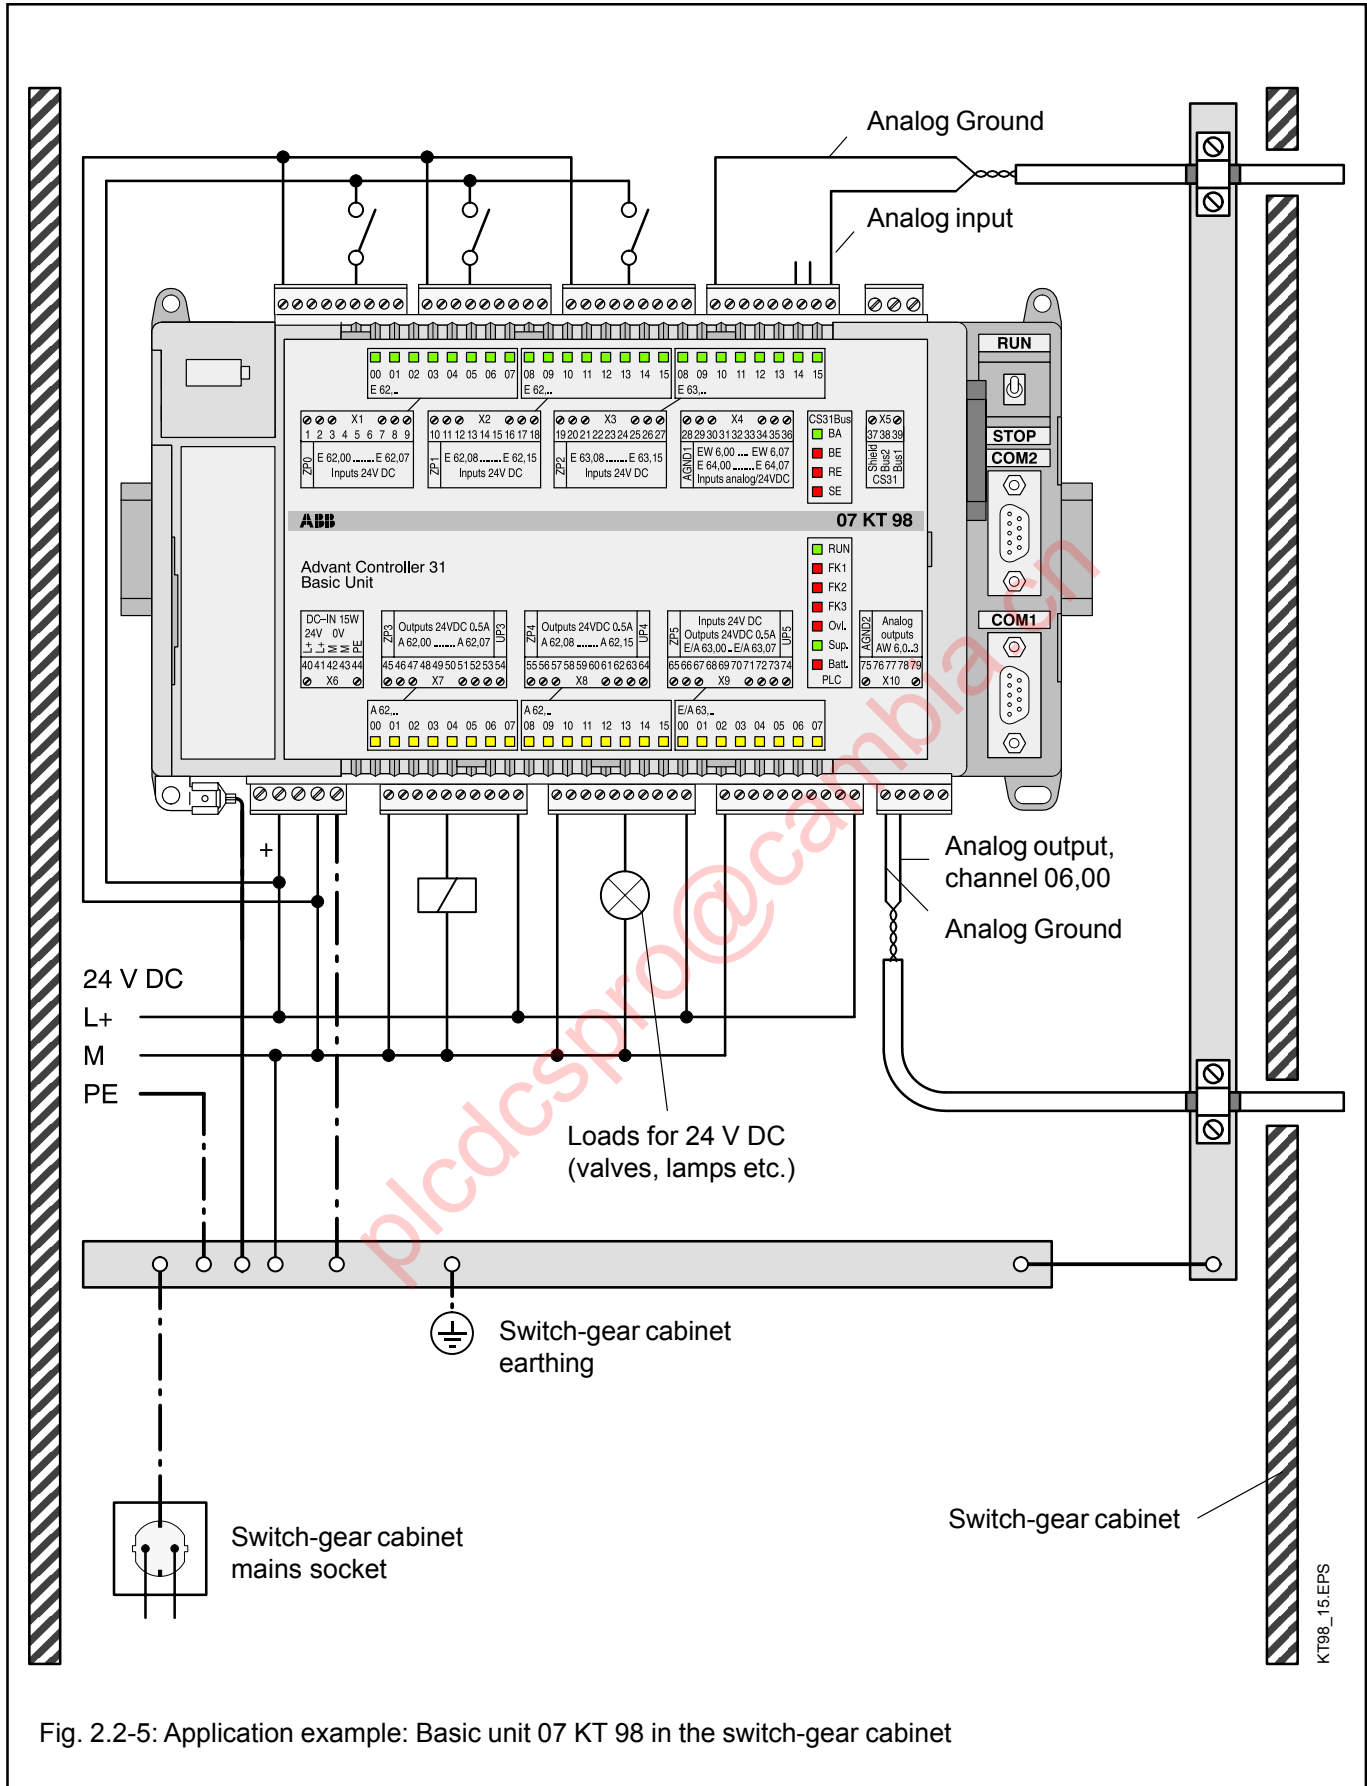 Analog Ground
Analog input
RUN
STOP
COM2
COM1
00 01 02 03 04 05 06 07 08 09 10 11 12 13 14 15 08 09 10 11 12 13 14 15
E 62,.. E 62,.. E 63,..
X1
1 2 3 4 5 6 7 8 9
ZP0
E 62,00 ....... E 62,07
Inputs 24V DC
X2
10 11 12 13 14 15 16 17 18
ZP1
E 62,08 ....... E 62,15
Inputs 24V DC
X3
19 20 21 22 23 24 25 26 27
ZP2
E 63,08 ....... E 63,15
Inputs 24V DC
X4
28 29 30 31 32 33 34 35 36
AGND1
EW 6,00 .... EW 6,07
E 64,00 ....... E 64,07
Inputs analog/24VDC
CS31Bus
BA
BE
RE
SE
X5
37 38 39
Shield
Bus2
Bus1
CS31
ABB
07 KT 98
Advant Controller 31
Basic Unit
RUN
FK1
FK2
FK3
Ovl.
Sup.
Batt.
PLC
DC-IN 15W
24V 0V
L+ L+ M M PE
40 41 42 43 44
X6
ZP3
Outputs 24VDC 0.5A
A 62,00 ........ A 62,07
UP3
45 46 47 48 49 50 51 52 53 54
X7
ZP4
Outputs 24VDC 0.5A
A 62,08 ....... A 62,15
UP4
55 56 57 58 59 60 61 62 63 64
X8
ZP5
Inputs 24V DC
Outputs 24VDC 0.5A
E/A 63,00 .. E/A 63,07
UP5
65 66 67 68 69 70 71 72 73 74
X9
AGND2
Analog
outputs
AW 6,0..3
75 76 77 78 79
X10
A 62,.. A 62,.. E/A 63,..
00 01 02 03 04 05 06 07 08 09 10 11 12 13 14 15 00 01 02 03 04 05 06 07
+
Analog output,
channel 06,00
Analog Ground
24 V DC
L+
M
PE
Loads for 24 V DC
(valves, lamps etc.)
plcdcspro@cambia.cn
Switch-gear cabinet
earthing
Switch-gear cabinet
mains socket
Switch-gear cabinet
KT98_15.EPS
Fig. 2.2-5: Application example: Basic unit 07 KT 98 in the switch-gear cabinet